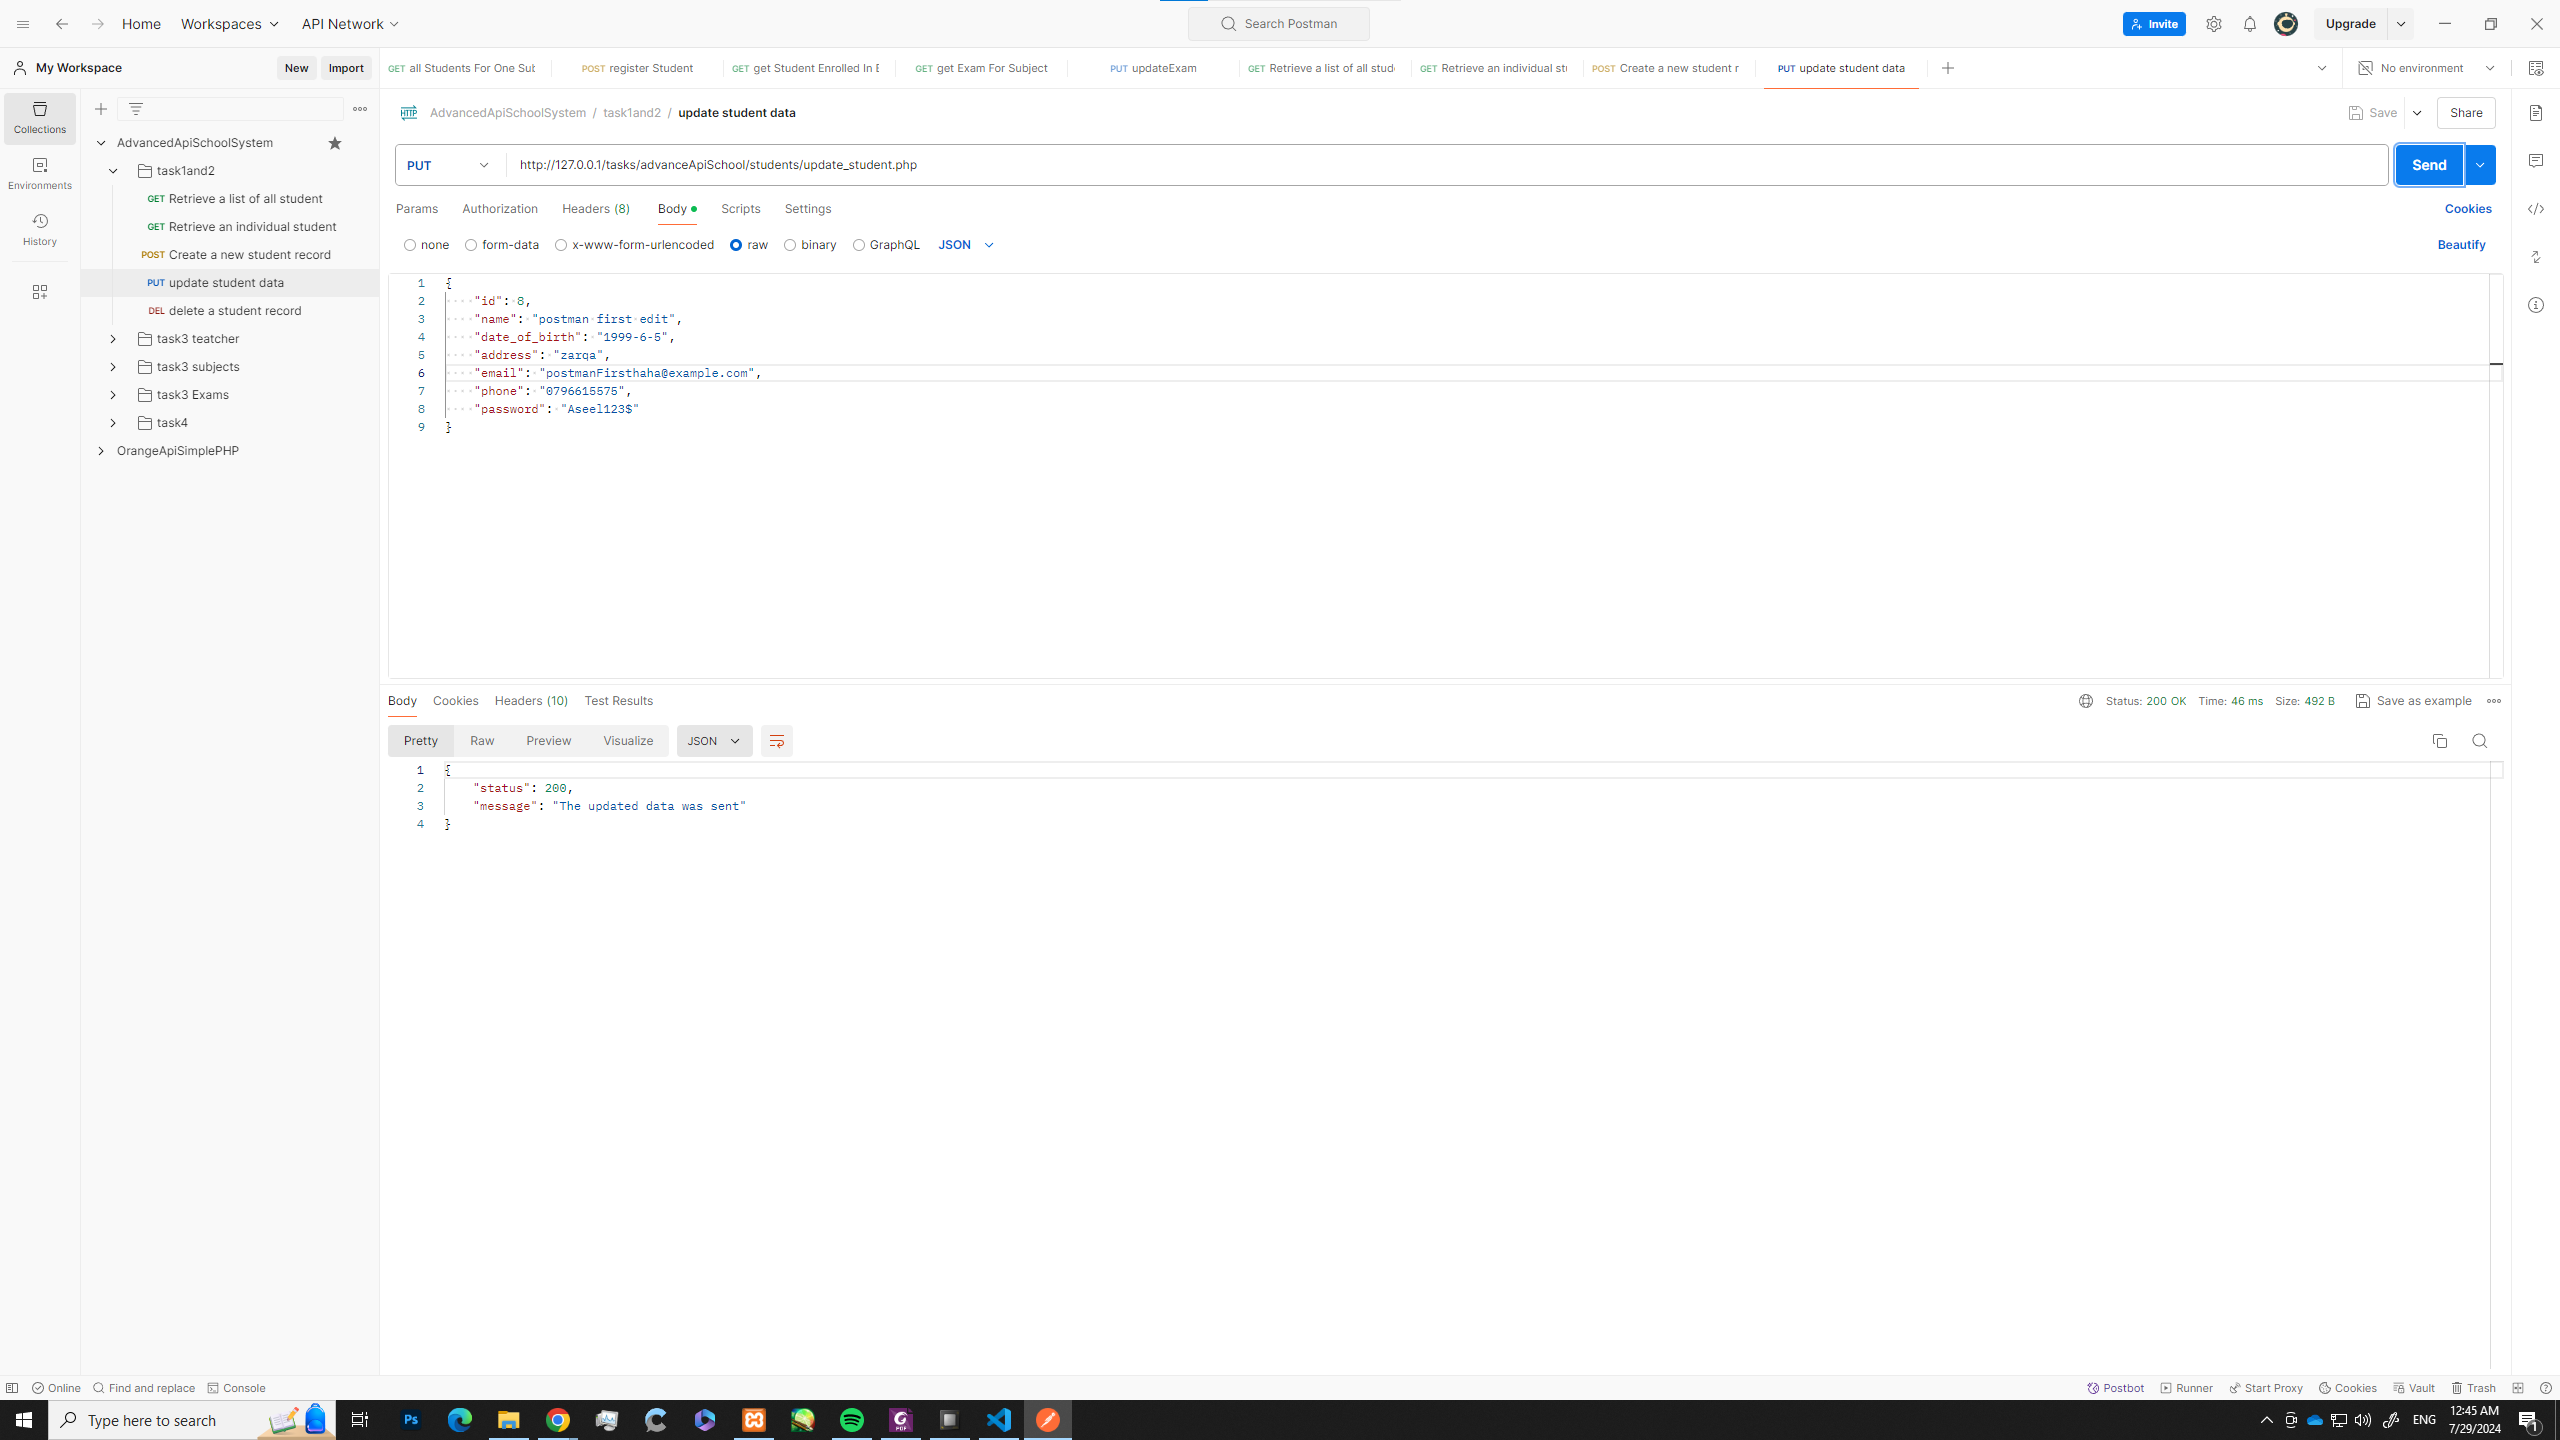 Home
Workspaces
API Network
Search Postman
Invite
Upgrade
My Workspace
New
Import
GET all Students For One Sub
POST register Student
GET get Student Enrolled In E
GET get Exam For Subject
PUT updateExam
GET Retrieve a list of all stude
GET Retrieve an individual stu
POST Create a new student r
PUT update student data
No environment
Collections
Environments
History
AdvancedApiSchoolSystem
task1and2
GET Retrieve a list of all student
GET Retrieve an individual student
POST Create a new student record
PUT update student data
DEL delete a student record
task3 teatcher
task3 subjects
task3 Exams
task4
OrangeApiSimplePHP
HTTP
AdvancedApiSchoolSystem / task1and2 / update student data
Save
Share
PUT
http://127.0.0.1/tasks/advanceApiSchool/students/update_student.php
Send
Params
Authorization
Headers (8)
Body
Scripts
Settings
Cookies
none
form-data
x-www-form-urlencoded
raw
binary
GraphQL
JSON
Beautify
1 {
2 "id": 8,
3 "name": "postman first edit",
4 "date_of_birth": "1999-6-5",
5 "address": "zarqa",
6 "email": "postmanFirsthaha@example.com",
7 "phone": "0796615575",
8 "password": "Aseel123$"
9 }
Body
Cookies
Headers (10)
Test Results
Status: 200 OK
Time: 46 ms
Size: 492 B
Save as example
Pretty
Raw
Preview
Visualize
JSON
1 {
2 "status": 200,
3 "message": "The updated data was sent"
4 }
Online
Find and replace
Console
Postbot
Runner
Start Proxy
Cookies
Vault
Trash
Type here to search
Ps
PDF
ENG
12:45 AM
7/29/2024
1